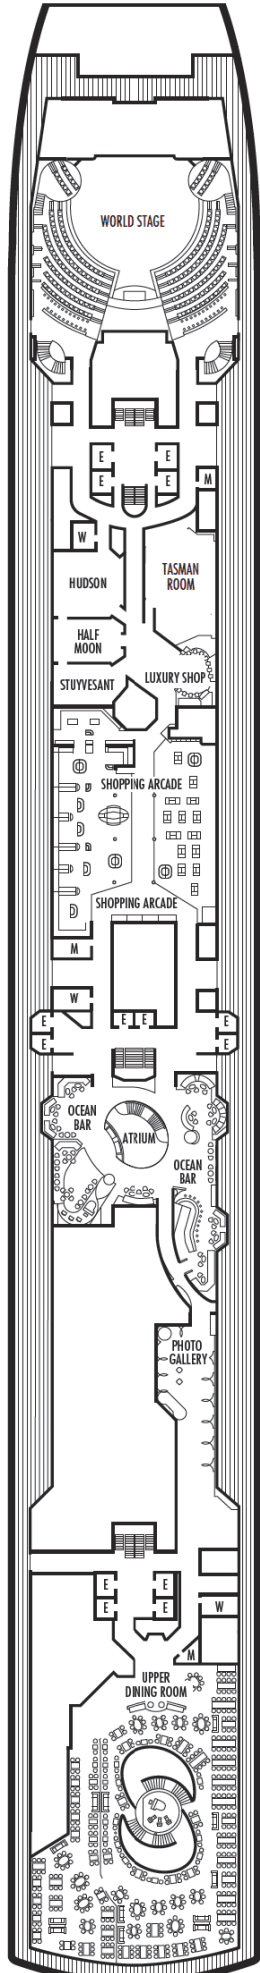 WORLD STAGE
E
E
E
E
M
W
TASMAN
ROOM
HUDSON
HALF
MOON
STUYVESANT
LUXURY SHOP
SHOPPING ARCADE
SHOPPING ARCADE
M
W
E
E
E
E
E
E
OCEAN
BAR
ATRIUM
OCEAN
BAR
PHOTO
GALLERY
E
E
E
E
W
M
UPPER
DINING ROOM